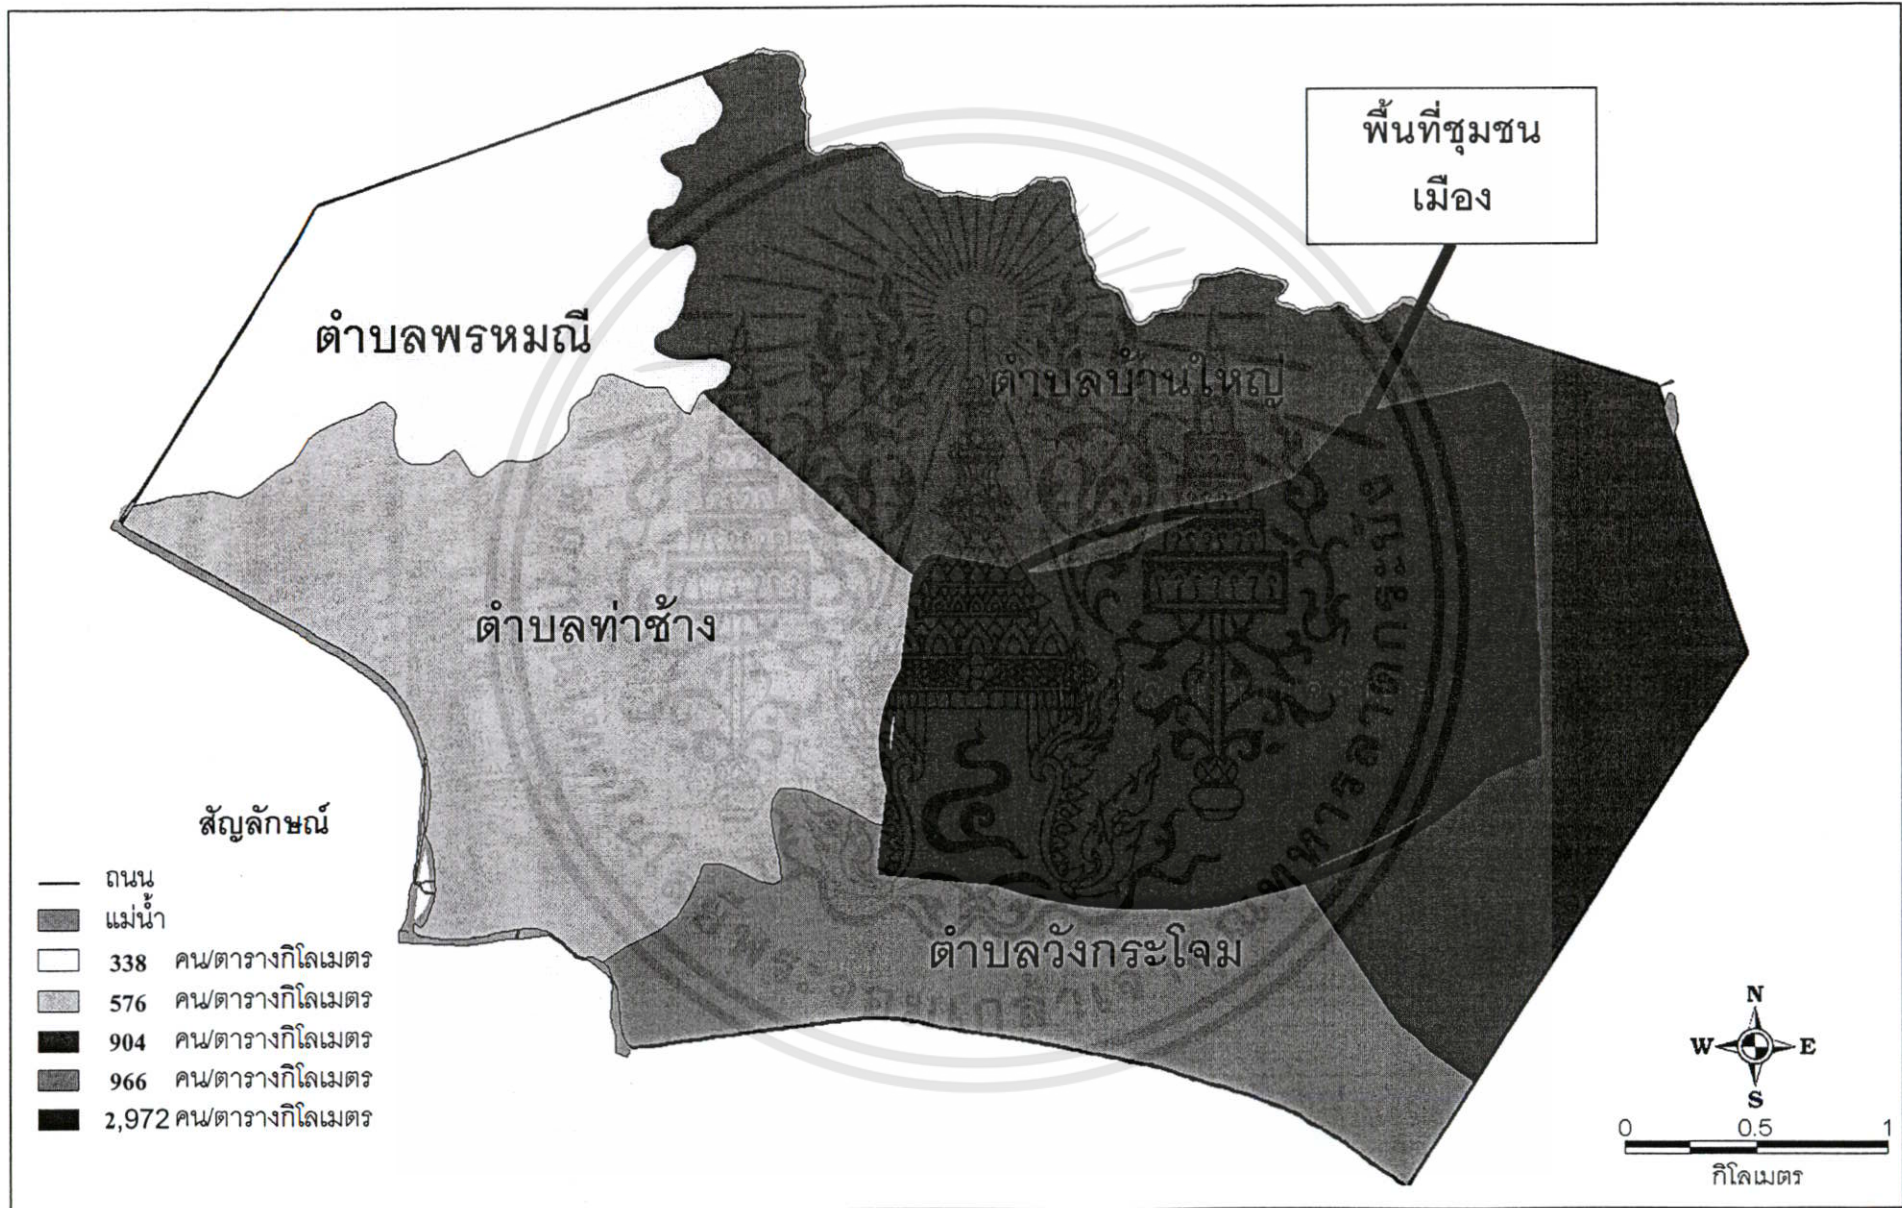 พื้นที่ชุมชน
เมือง
ตำบลพรหมณี
ตำบลบ้านใหญ่
ตำบลท่าช้าง
ตำบลวังกระโจม
สัญลักษณ์
ถนน
แม่น้ำ
338 คน/ตารางกิโลเมตร
576 คน/ตารางกิโลเมตร
904 คน/ตารางกิโลเมตร
966 คน/ตารางกิโลเมตร
2,972 คน/ตารางกิโลเมตร
N
W E
S
0 0.5 1
กิโลเมตร